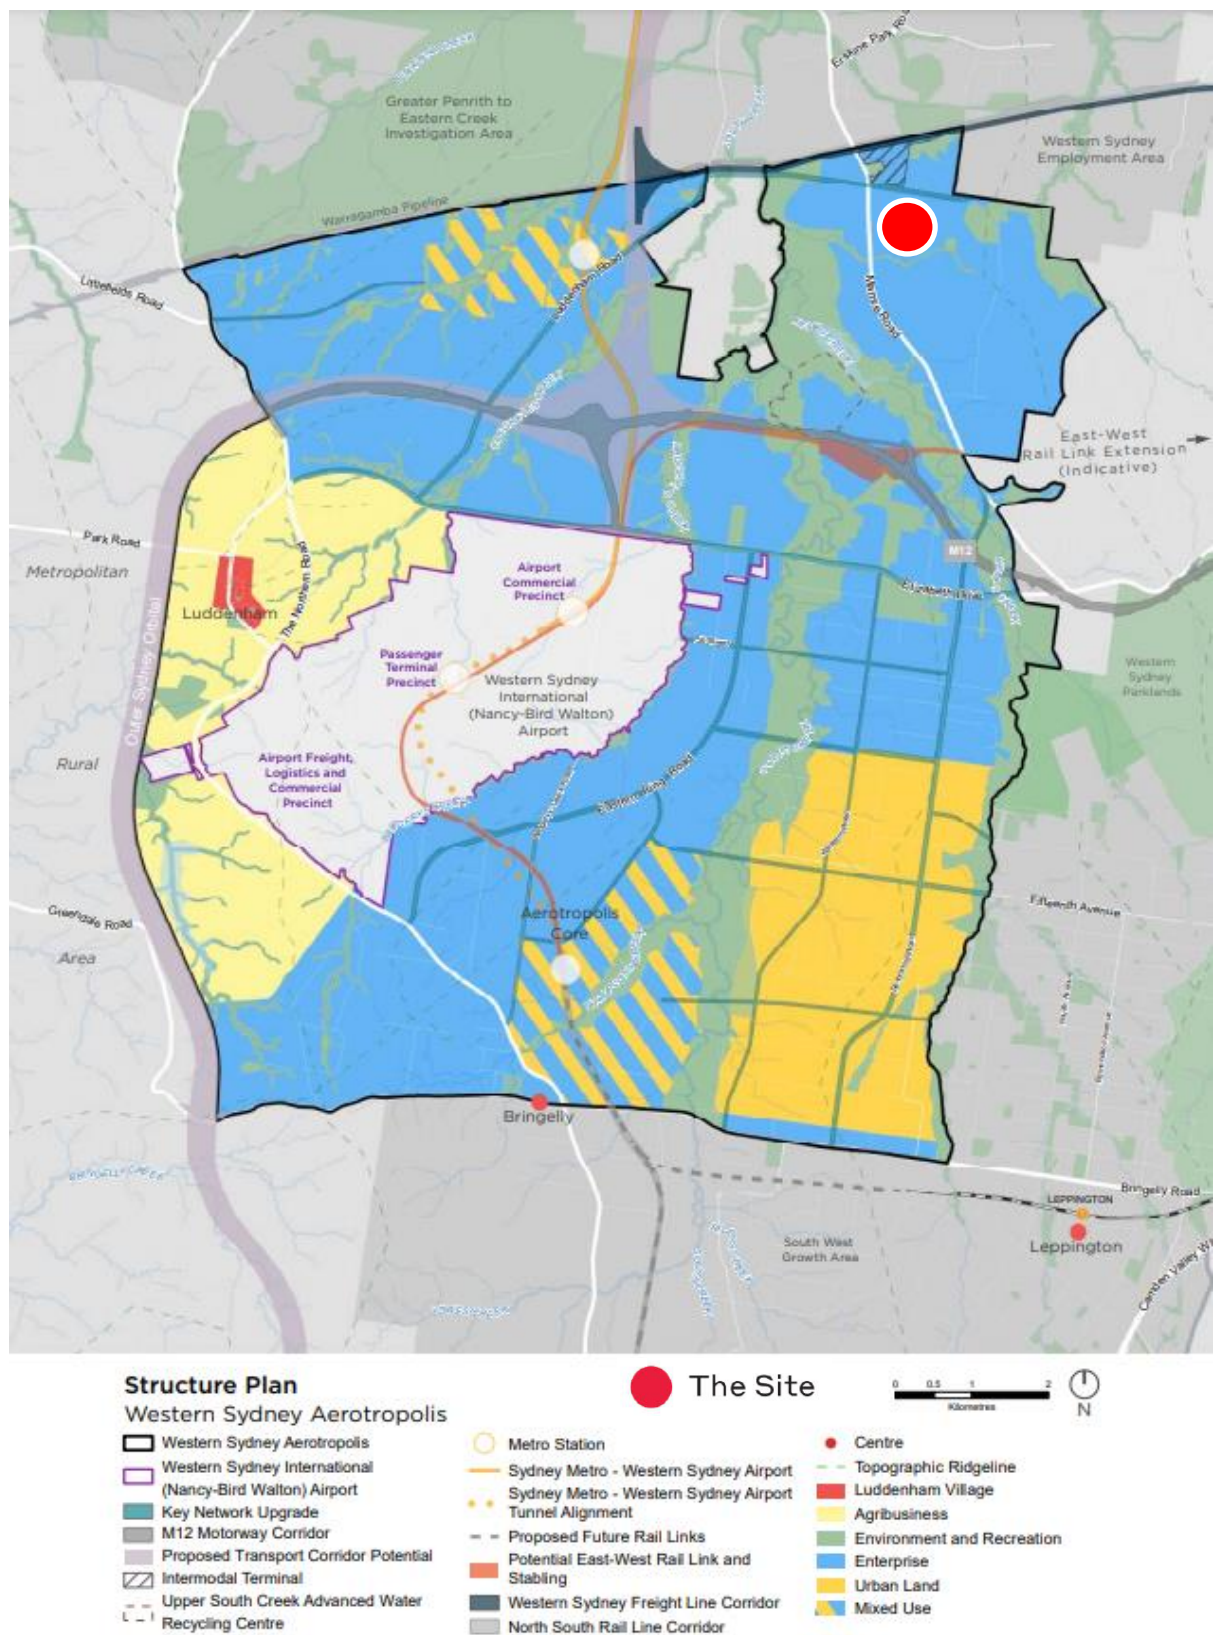 Erskine Park Road
Greater Penrith to
Eastern Creek
Investigation Area
Western Sydney
Employment Area
Warragamba Pipeline
Littlefields Road
Luddenham Road
Mamre Road
East-West
Rail Link Extension
(Indicative)
Park Road
Metropolitan
M12
Elizabeth Drive
Airport
Commercial
Precinct
The Northern Road
Luddenham
Outer Sydney Orbital
Passenger
Terminal
Precinct
Western Sydney
International
(Nancy-Bird Walton)
Airport
Western
Sydney
Parklands
Rural
Airport Freight,
Logistics and
Commercial
Precinct
Badgerys Creek Road
Fifteenth Avenue
Greendale Road
Area
Aerotropolis
Core
Bringelly
Bringelly Road
LEPPINGTON
Leppington
South West
Growth Area
Camden Valley W
Structure Plan
Western Sydney Aerotropolis
The Site
0 0.5 1 2
Kilometres
N
Western Sydney Aerotropolis
Western Sydney International
(Nancy-Bird Walton) Airport
Key Network Upgrade
M12 Motorway Corridor
Proposed Transport Corridor Potential
Intermodal Terminal
Upper South Creek Advanced Water
Recycling Centre
Metro Station
Sydney Metro - Western Sydney Airport
Sydney Metro - Western Sydney Airport
Tunnel Alignment
Proposed Future Rail Links
Potential East-West Rail Link and
Stabling
Western Sydney Freight Line Corridor
North South Rail Line Corridor
Centre
Topographic Ridgeline
Luddenham Village
Agribusiness
Environment and Recreation
Enterprise
Urban Land
Mixed Use